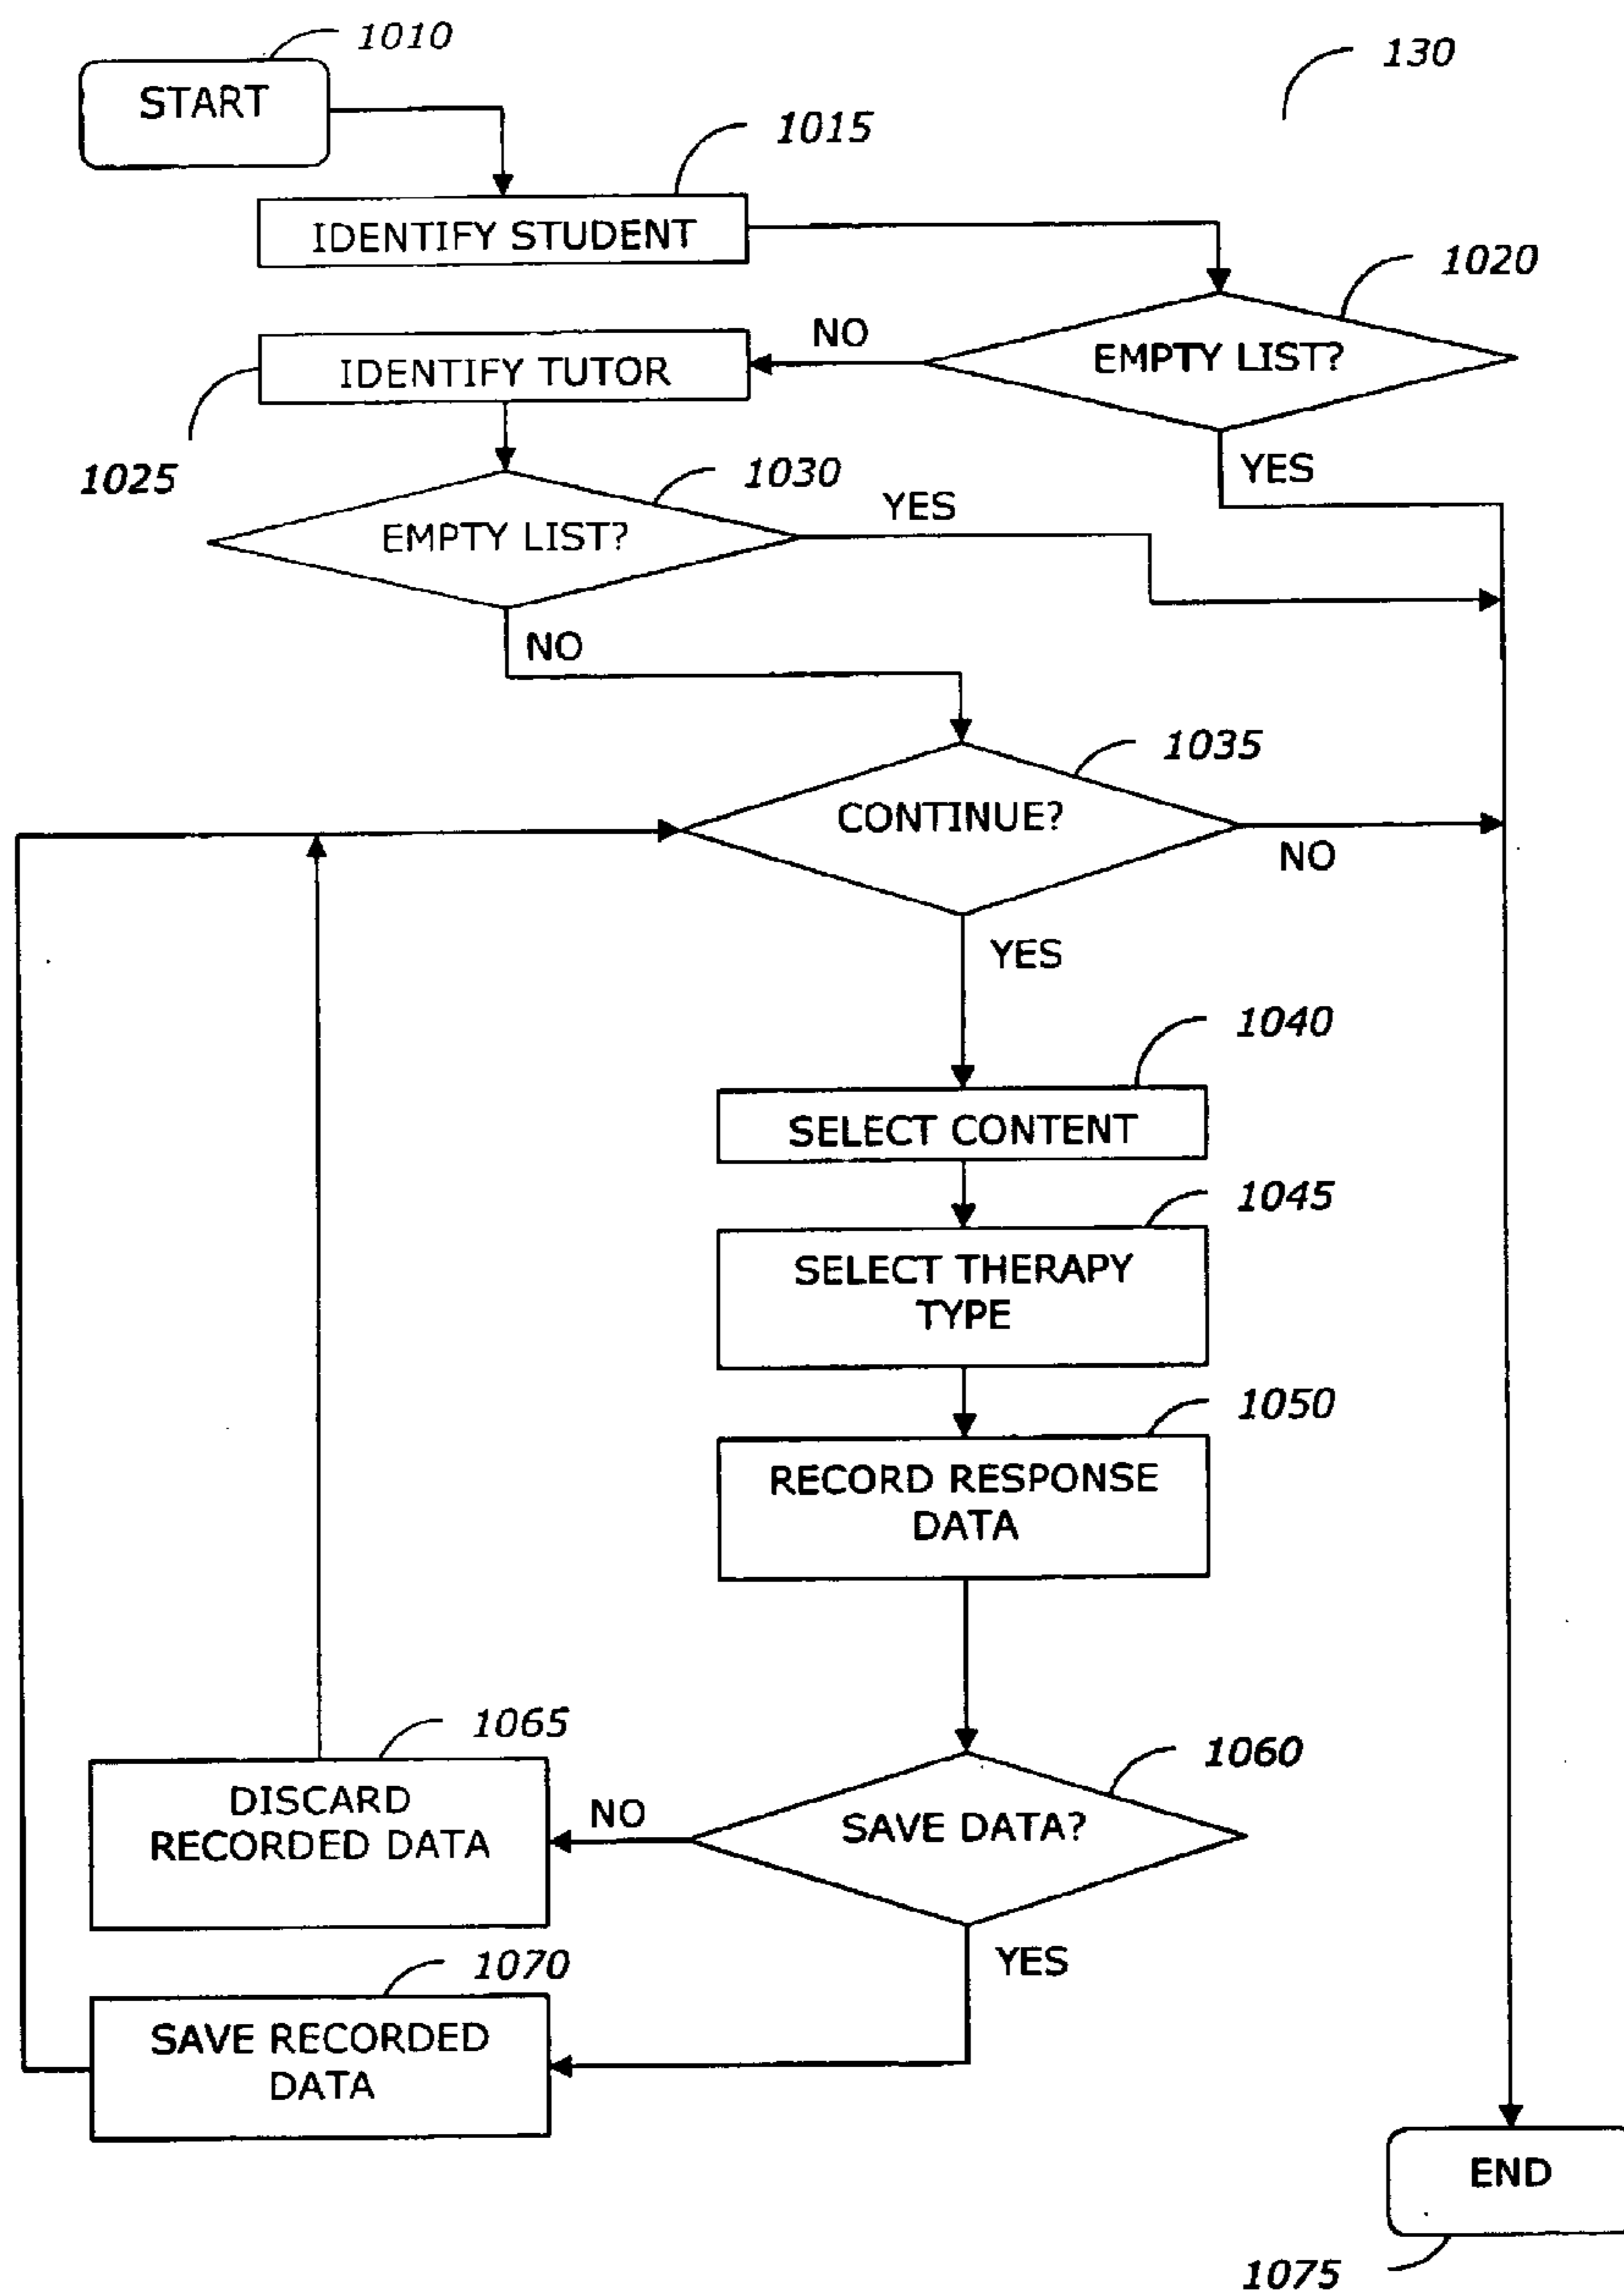 1010
START
130
1015
IDENTIFY STUDENT
1020
EMPTY LIST?
NO
IDENTIFY TUTOR
1025
YES
1030
EMPTY LIST?
YES
NO
1035
CONTINUE?
NO
YES
1040
SELECT CONTENT
1045
SELECT THERAPY
TYPE
1050
RECORD RESPONSE
DATA
1060
SAVE DATA?
NO
1065
DISCARD
RECORDED DATA
YES
1070
SAVE RECORDED
DATA
END
1075